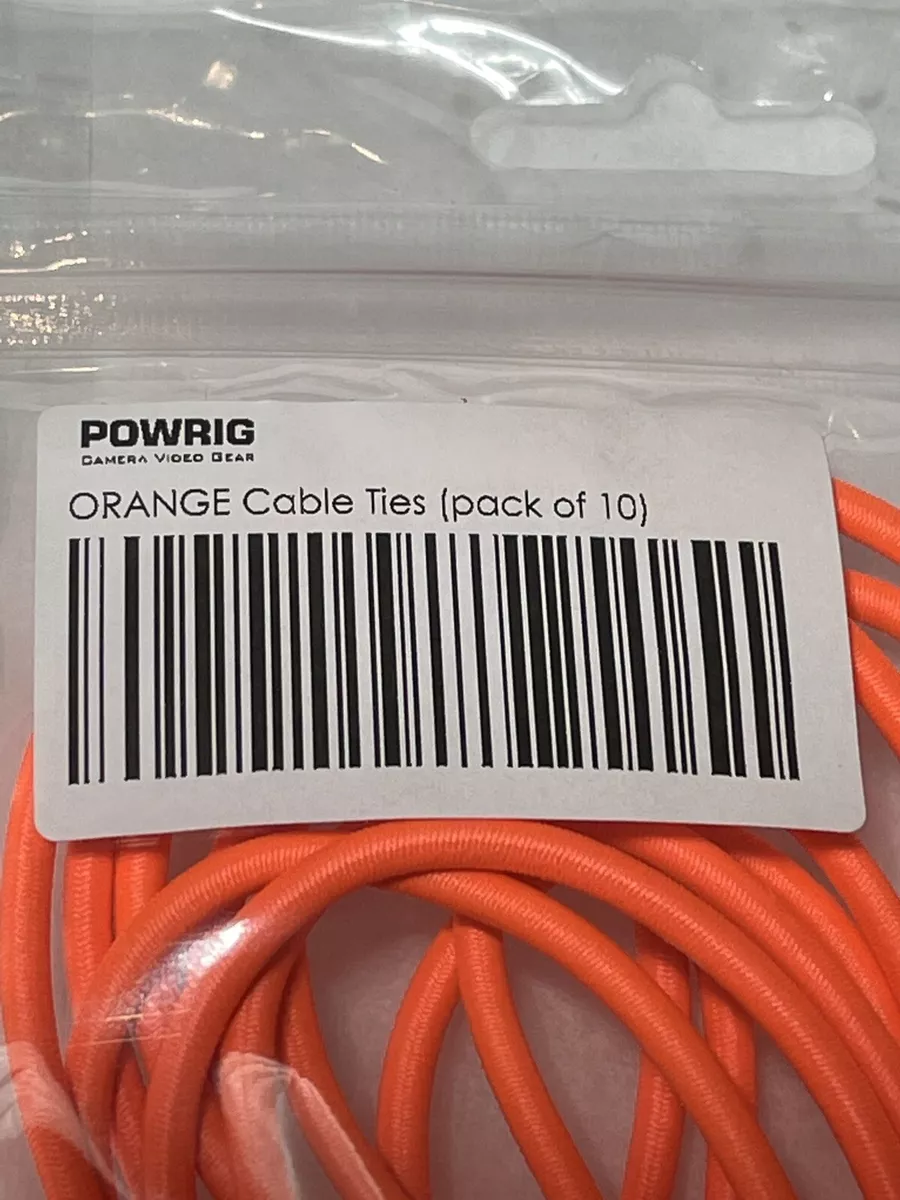 POWRIG
CAMERA VIDEO GEAR
ORANGE Cable Ties (pack of 10)